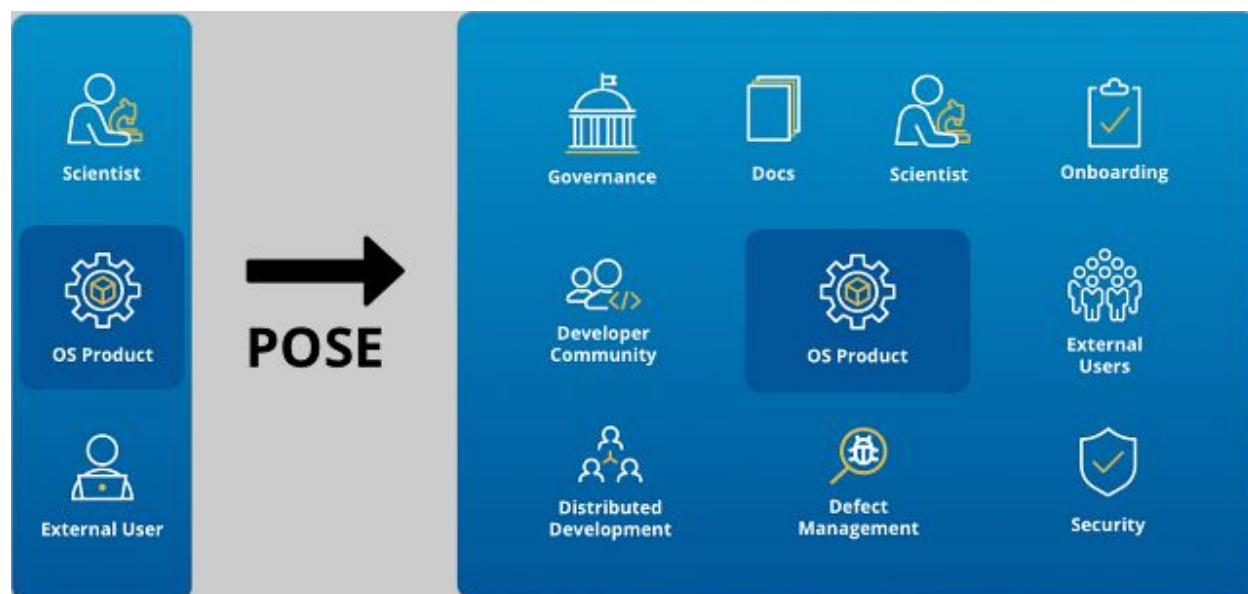 Scientist
OS Product
External User
POSE
Governance
Docs
Scientist
Onboarding
Developer
Community
OS Product
External
Users
Distributed
Development
Defect
Management
Security